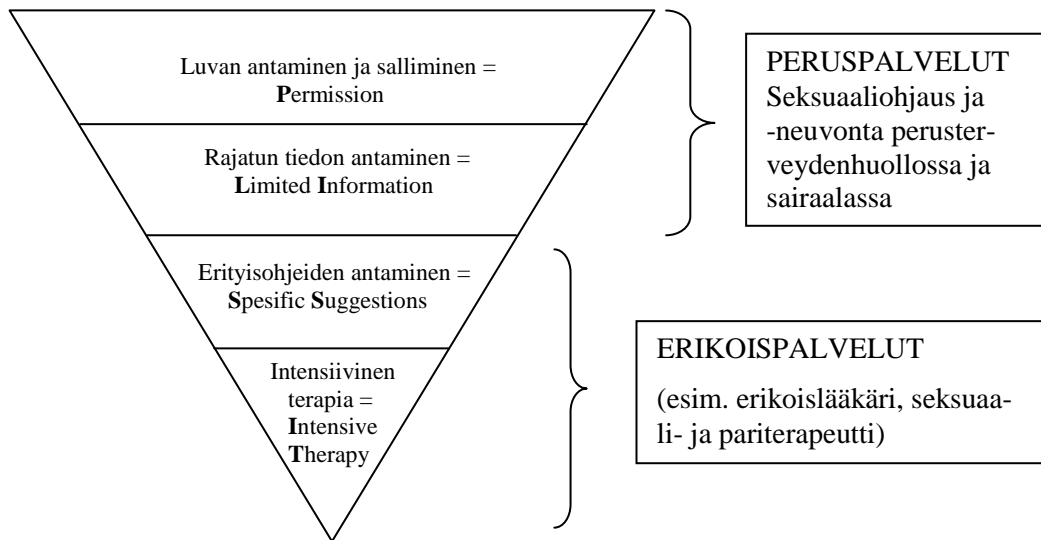 Luvan antaminen ja salliminen =
Permission
Rajatun tiedon antaminen =
Limited Information
Erityisohjeiden antaminen =
Spesific Suggestions
Intensiivinen
terapia =
Intensive
Therapy
PERUSPALVELUT
Seksuaaliohjaus ja
-neuvonta peruster-
veydenhuollossa ja
sairaalassa
ERIKOISPALVELUT
(esim. erikoislääkäri, seksuaa-
li- ja pariterapeutti)